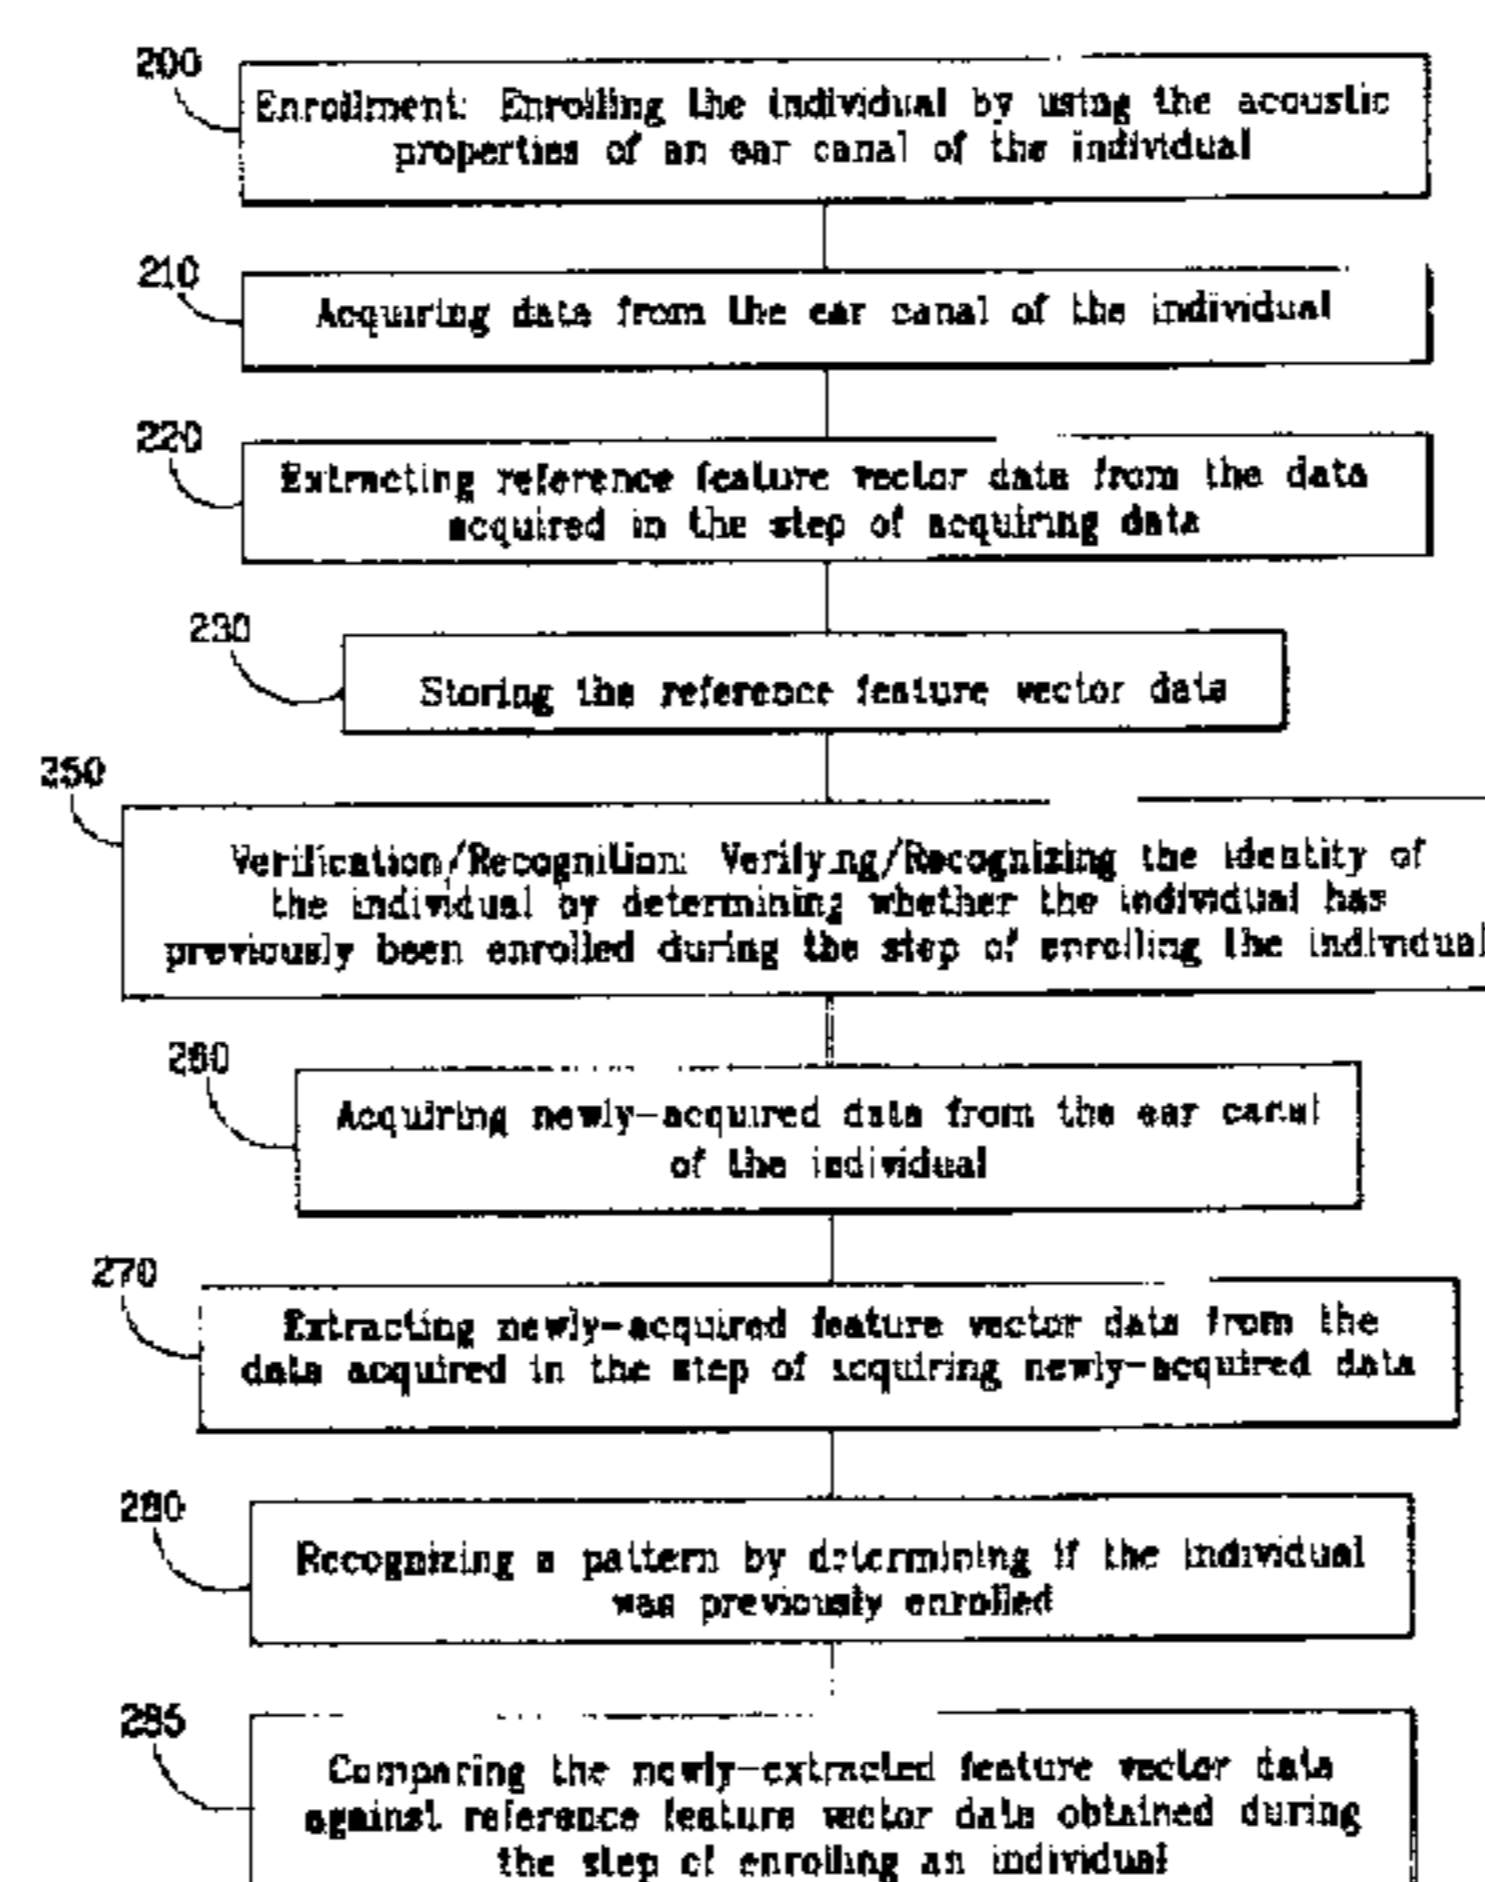 200
Enrollment: Enrolling the individual by using the acoustic
properties of an ear canal of the individual
210
Acquiring data from the ear canal of the individual
220
Extracting reference feature vector data from the data
acquired in the step of acquiring data
230
Storing the reference feature vector data
250
Verification/Recognition: Verifying/Recognizing the identity of
the individual by determining whether the individual has
previously been enrolled during the step of enrolling the individual
260
Acquiring newly-acquired data from the ear canal
of the individual
270
Extracting newly-acquired feature vector data from the
data acquired in the step of acquiring newly-acquired data
280
Recognizing a pattern by determining if the individual
was previously enrolled
285
Comparing the newly-extracted feature vector data
against reference feature vector data obtained during
the step of enrolling an individual